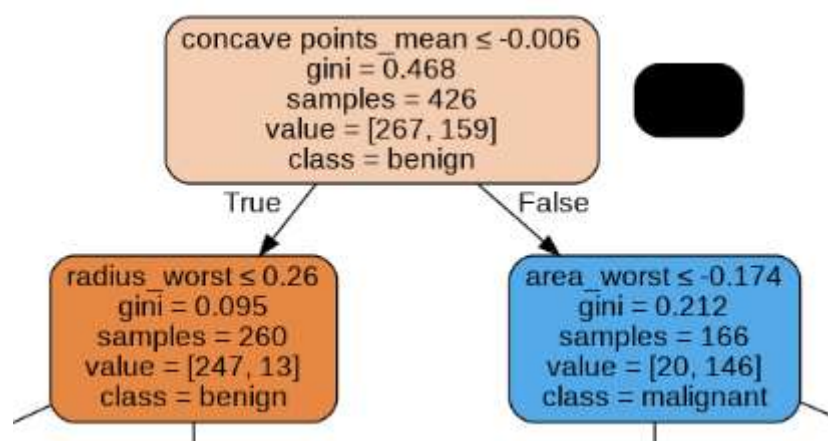 concave points_mean ≤ -0.006
gini = 0.468
samples = 426
value = [267, 159]
class = benign
True
False
radius_worst ≤ 0.26
gini = 0.095
samples = 260
value = [247, 13]
class = benign
area_worst ≤ -0.174
gini = 0.212
samples = 166
value = [20, 146]
class = malignant